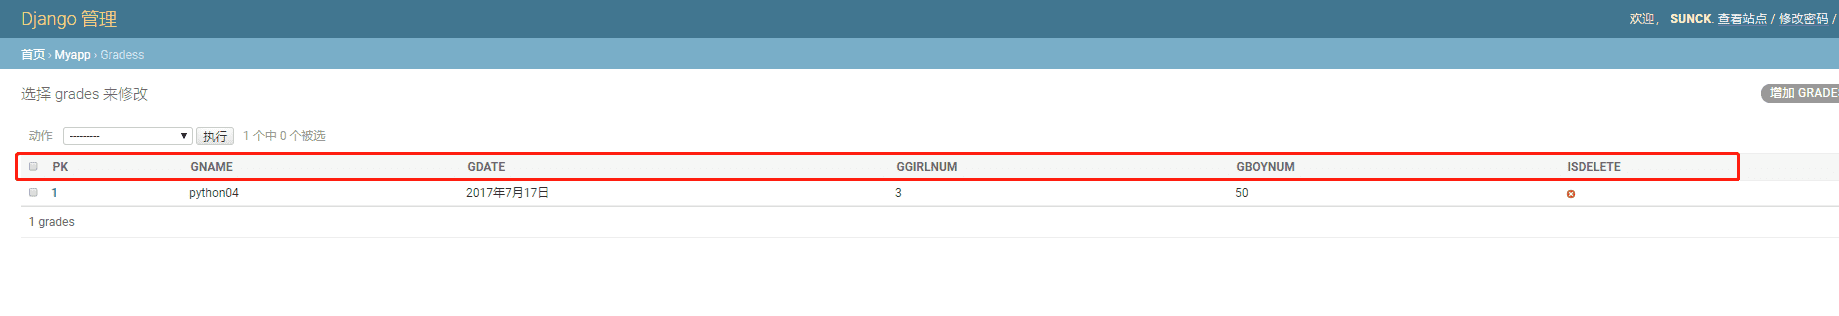 Django 管理
欢迎， SUNCK. 查看站点 / 修改密码 /
首页 › Myapp › Gradess
选择 grades 来修改
增加 GRADES
动作 --------- 执行 1 个中 0 个被选
PK GNAME GDATE GGIRLNUM GBOYNUM ISDELETE
1 python04 2017年7月17日 3 50
1 grades